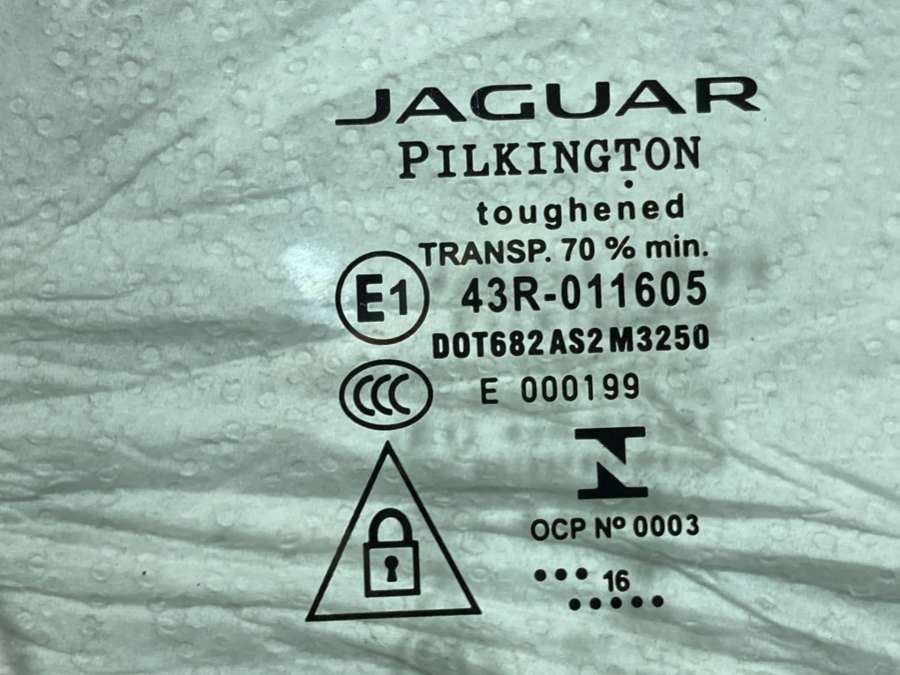 JAGUAR
PILKINGTON
toughened
TRANSP. 70 % min.
E1 43R-011605
DOT682 AS2 M3250
CCC E 000199
OCP Nº 0003
••• 16
•••••